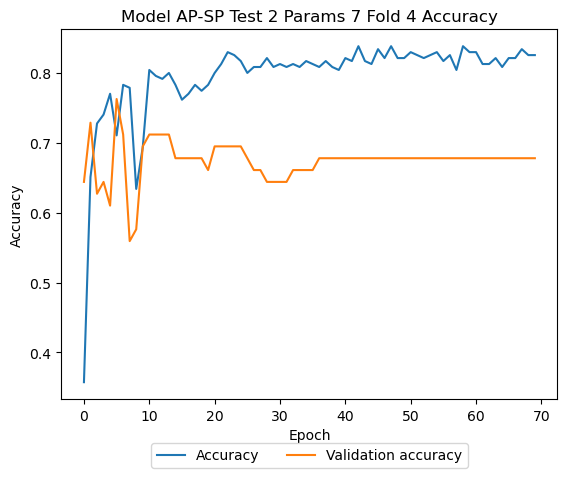 Model AP-SP Test 2 Params 7 Fold 4 Accuracy
Accuracy
0.8
0.7
0.6
0.5
0.4
0 10 20 30 40 50 60 70
Epoch
Accuracy Validation accuracy